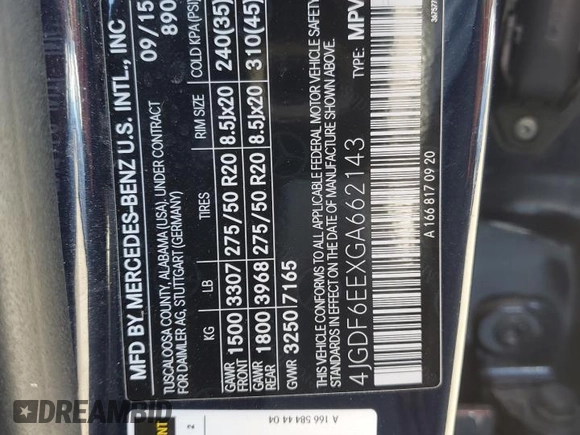 MFD BY MERCEDES-BENZ U.S. INTL., INC
TUSCALOOSA COUNTY, ALABAMA (USA), UNDER CONTRACT
FOR DAIMLER AG, STUTTGART (GERMANY)
09/15
890
KG LB TIRES RIM SIZE COLD KPA(PSI)
GAWR FRONT 1500 3307 275/50 R20 8.5Jx20 240(35)
GAWR REAR 1800 3968 275/50 R20 8.5Jx20 310(45)
GVWR 3250 7165
THIS VEHICLE CONFORMS TO ALL APPLICABLE FEDERAL MOTOR VEHICLE SAFETY
STANDARDS IN EFFECT ON THE DATE OF MANUFACTURE SHOWN ABOVE.
4JGDF6EEXGA662143 TYPE: MPV
A 166 817 09 20
A 166 584 44 04
2
DREAMBID